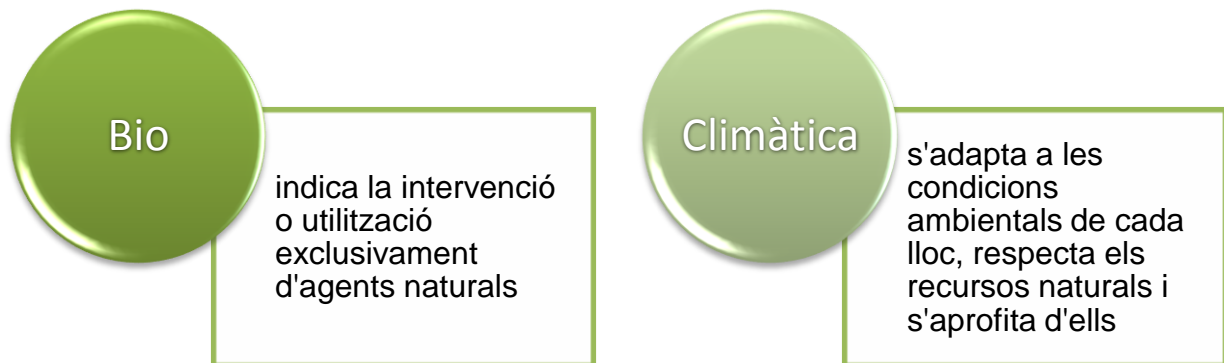 Bio
indica la intervenció
o utilització
exclusivament
d'agents naturals
Climàtica
s'adapta a les
condicions
ambientals de cada
lloc, respecta els
recursos naturals i
s'aprofita d'ells